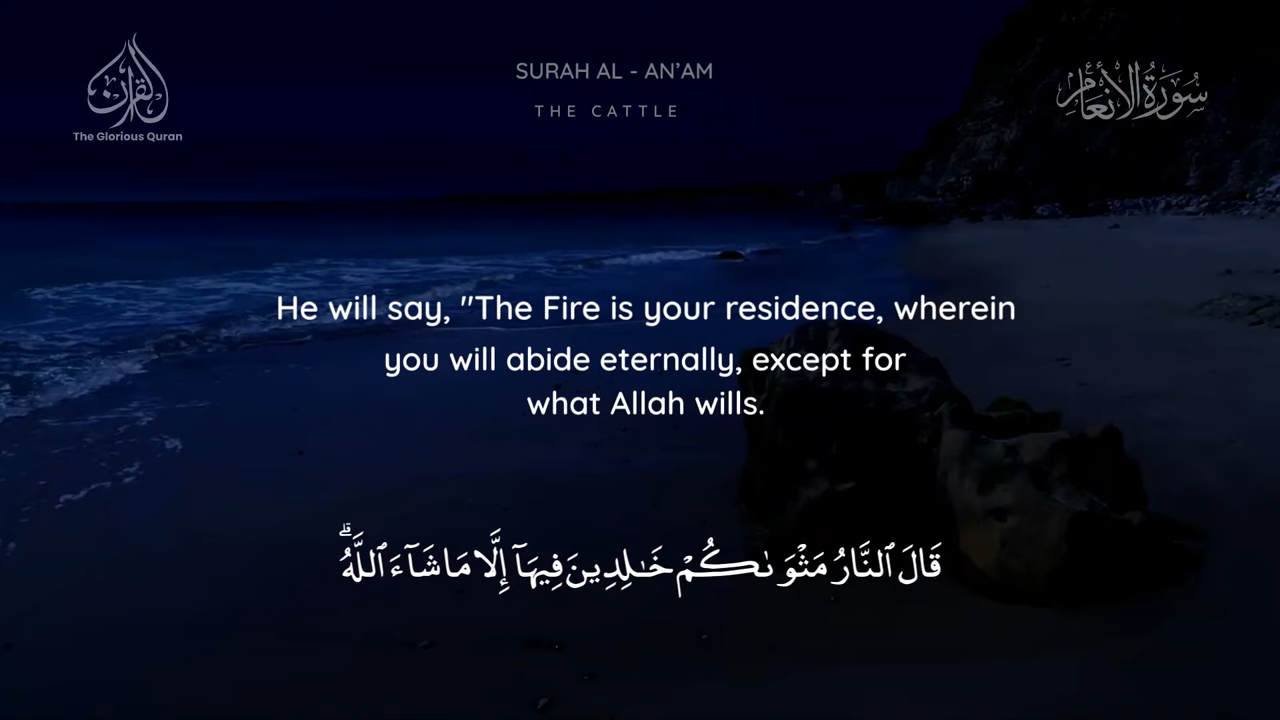 القرآن
The Glorious Quran
SURAH AL - AN’AM
THE CATTLE
سُورَةُ الأَنْعَام
He will say, "The Fire is your residence, wherein
you will abide eternally, except for
what Allah wills.
قَالَ ٱلنَّارُ مَثْوَىٰكُمْ خَـٰلِدِينَ فِيهَآ إِلَّا مَا شَآءَ ٱللَّهُ ۗ